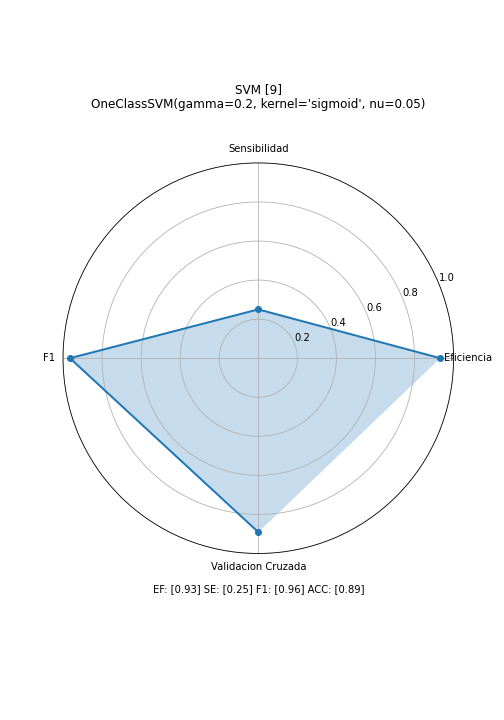 SVM [9]
OneClassSVM(gamma=0.2, kernel='sigmoid', nu=0.05)
Sensibilidad
1.0
0.8
0.6
0.4
0.2
F1
Eficiencia
Validacion Cruzada
EF: [0.93] SE: [0.25] F1: [0.96] ACC: [0.89]